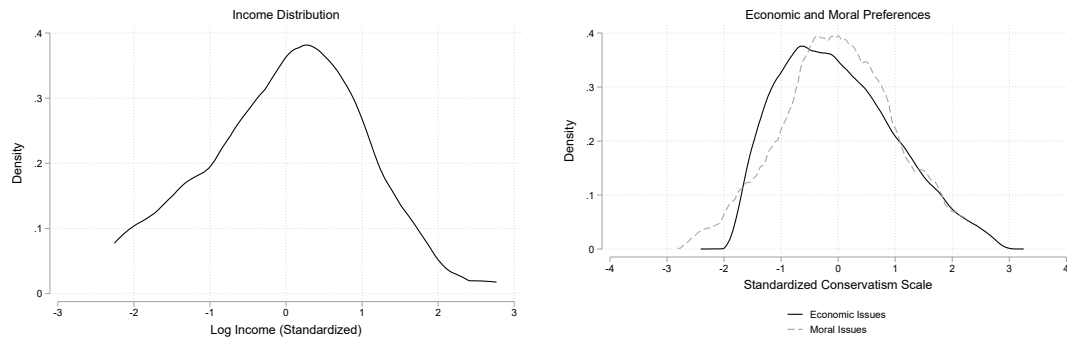 Income Distribution
.4
.3
.2
.1
0
Density
-3 -2 -1 0 1 2 3
Log Income (Standardized)
Economic and Moral Preferences
.4
.3
.2
.1
0
Density
-4 -3 -2 -1 0 1 2 3 4
Standardized Conservatism Scale
Economic Issues
Moral Issues